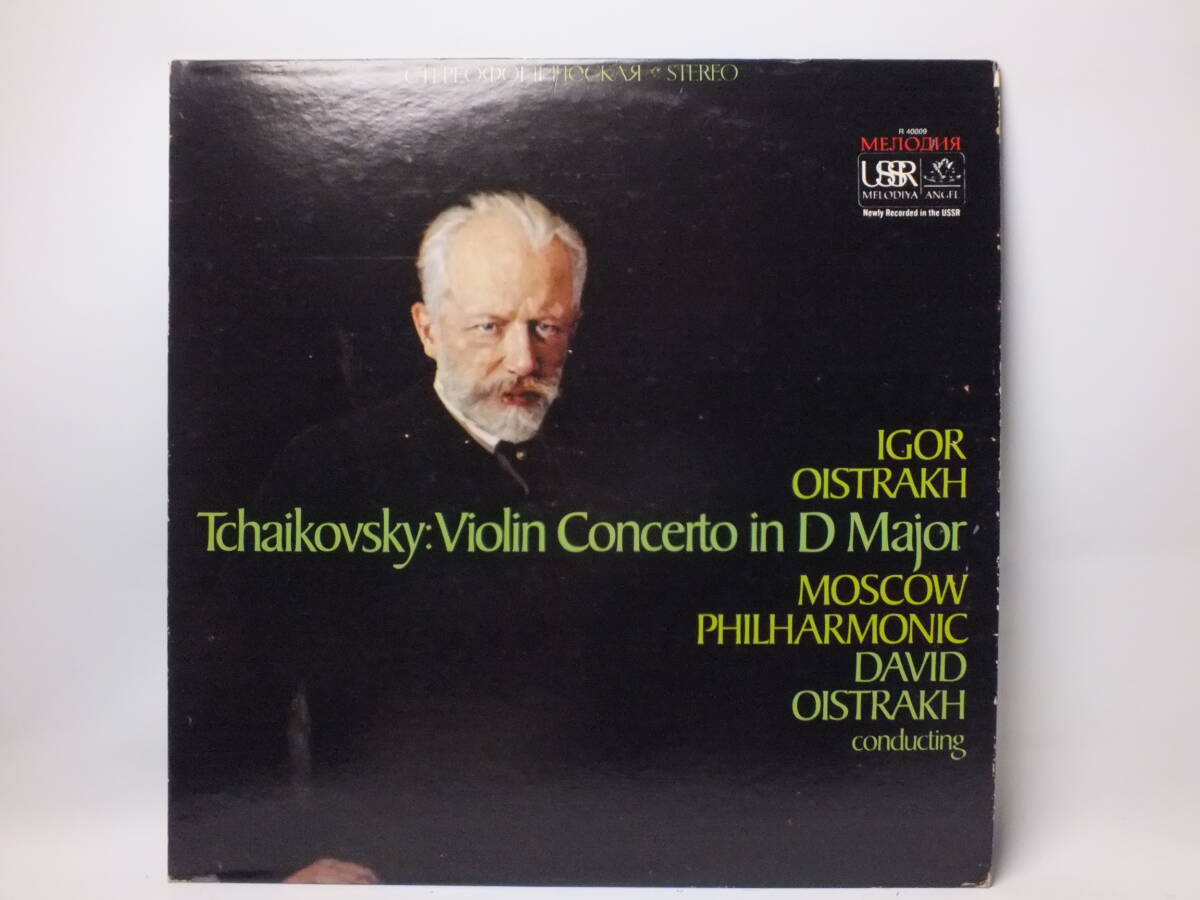 СТЕРЕОФОНИЧЕСКАЯ STEREO
R 40009
МЕЛОДИЯ
USSR
MELODIYA ANGEL
Newly Recorded in the USSR
IGOR
OISTRAKH
Tchaikovsky: Violin Concerto in D Major
MOSCOW
PHILHARMONIC
DAVID
OISTRAKH
conducting